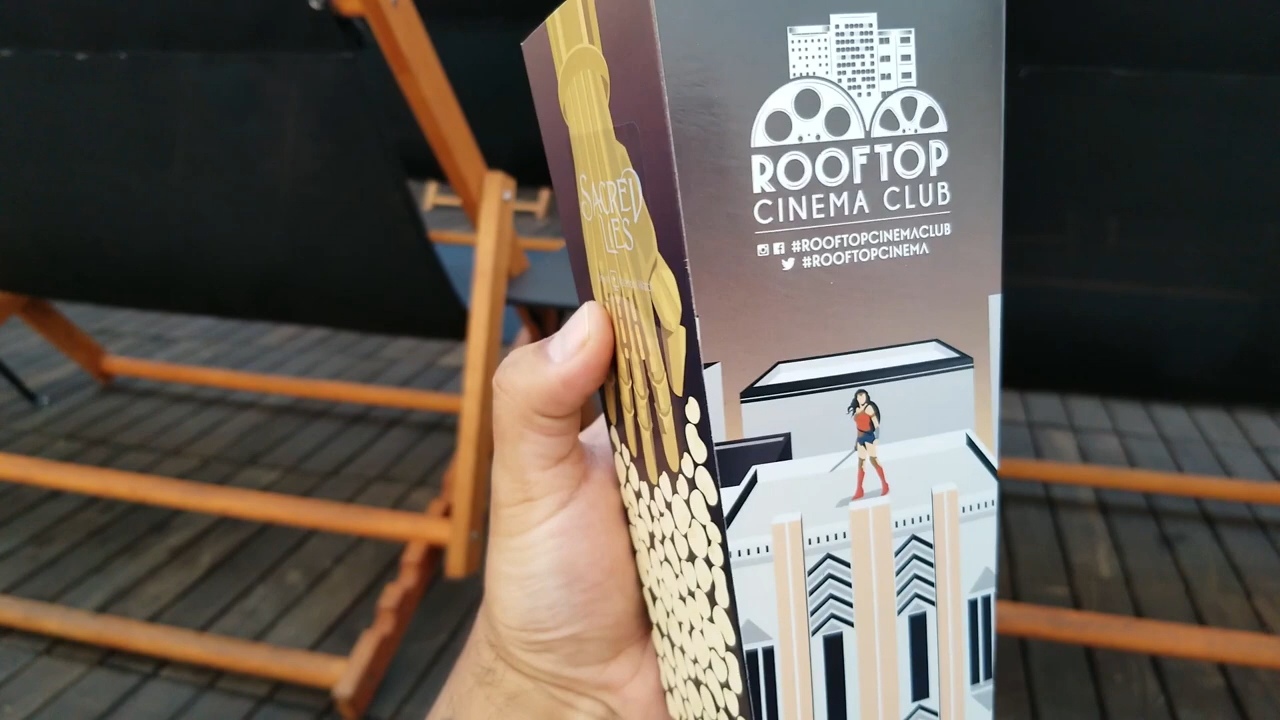 SACRED
LIES
ROOFTOP
CINEMA CLUB
#ROOFTOPCINEMACLUB
#ROOFTOPCINEMA